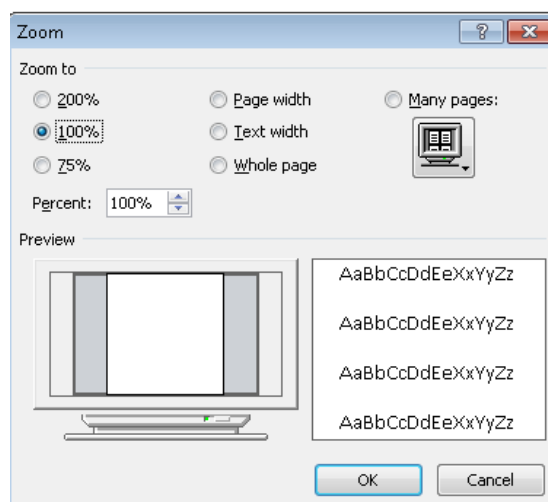 Zoom
Zoom to
200% Page width Many pages:
100% Text width
75% Whole page
Percent: 100%
Preview
AaBbCcDdEeXxYyZz
AaBbCcDdEeXxYyZz
AaBbCcDdEeXxYyZz
AaBbCcDdEeXxYyZz
OK Cancel